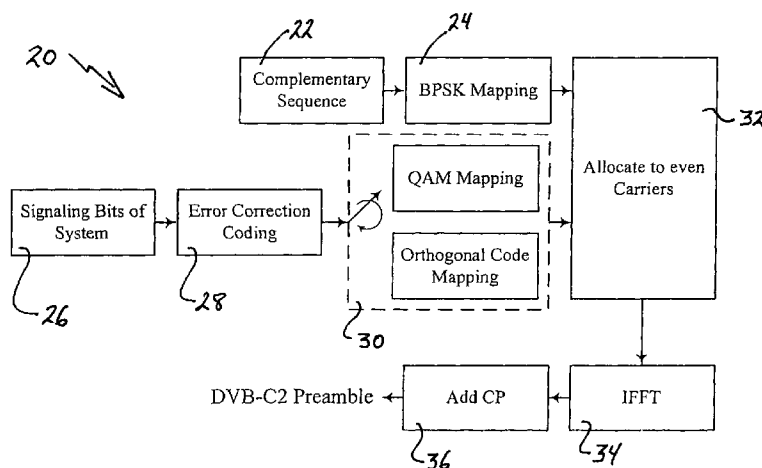 20
22
24
Complementary
Sequence
BPSK Mapping
32
Allocate to even
Carriers
Signaling Bits of
System
Error Correction
Coding
QAM Mapping
Orthogonal Code
Mapping
26
28
30
DVB-C2 Preamble
Add CP
IFFT
36
34